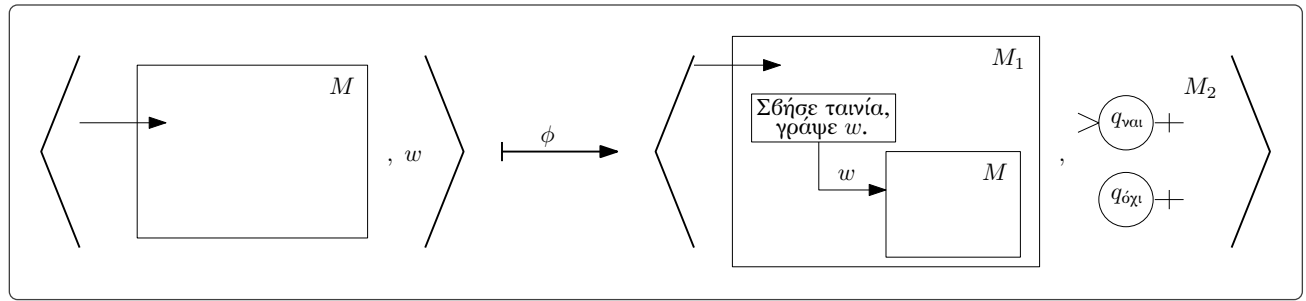 M
, w
ϕ
M₁
Σβήσε ταινία,
γράψε w.
w
M
,
q_ναι
M₂
q_όχι